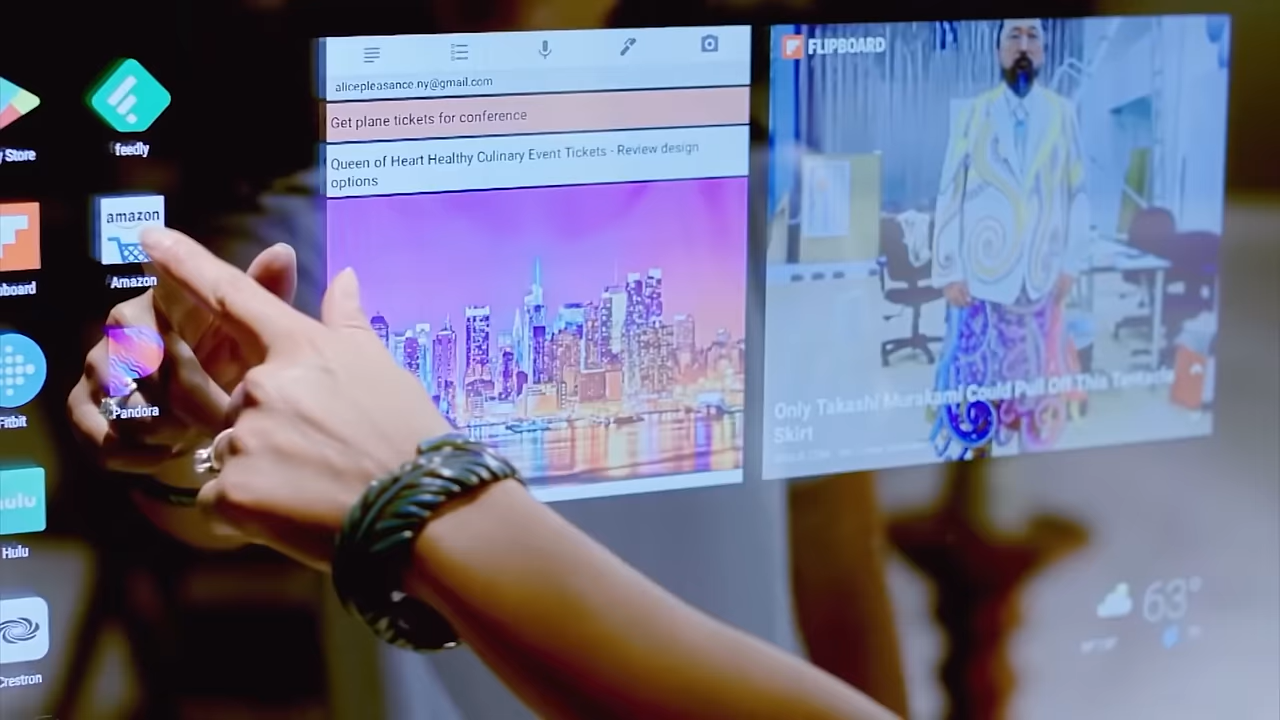 y Store
feedly
amazon
Amazon
board
Pandora
Fitbit
hulu
Hulu
Crestron
alicepleasance.ny@gmail.com
Get plane tickets for conference
Queen of Heart Healthy Culinary Event Tickets - Review design
options
FLIPBOARD
Only Takashi Murakami Could Pull Off This Tentacle
Skirt
63°